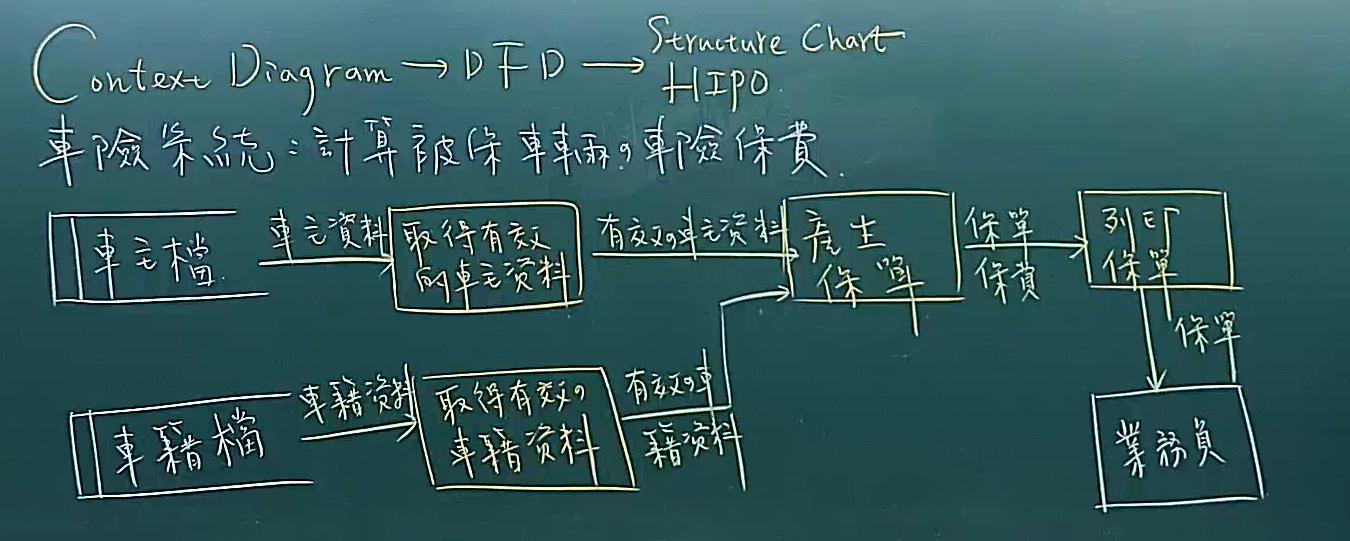 Context Diagram → DFD → Structure Chart
HIPO
車險系統：計算被保車輛的車險保費.
車主檔
車主資料
取得有效
的車主資料
有效的車主資料
產生
保單
保單
保費
列印
保單
保單
業務員
車籍檔
車籍資料
取得有效的
車籍資料
有效的車
籍資料